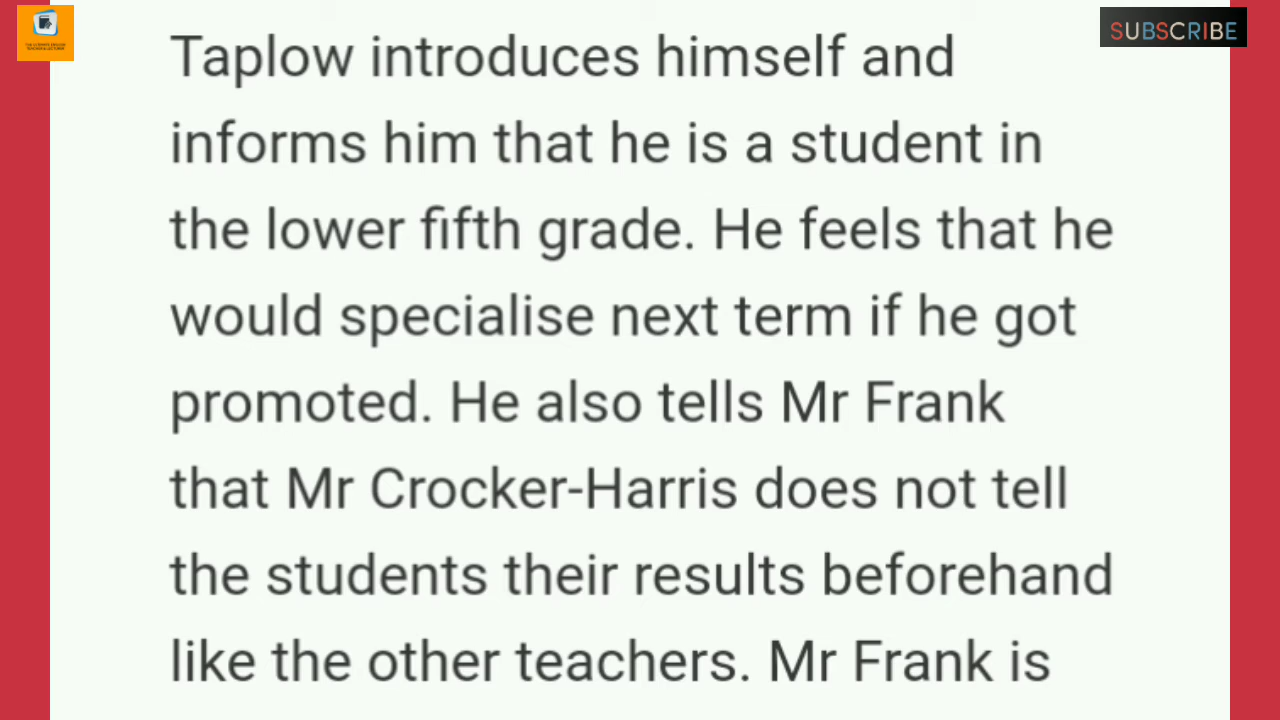 SUBSCRIBE
Taplow introduces himself and
informs him that he is a student in
the lower fifth grade. He feels that he
would specialise next term if he got
promoted. He also tells Mr Frank
that Mr Crocker-Harris does not tell
the students their results beforehand
like the other teachers. Mr Frank is